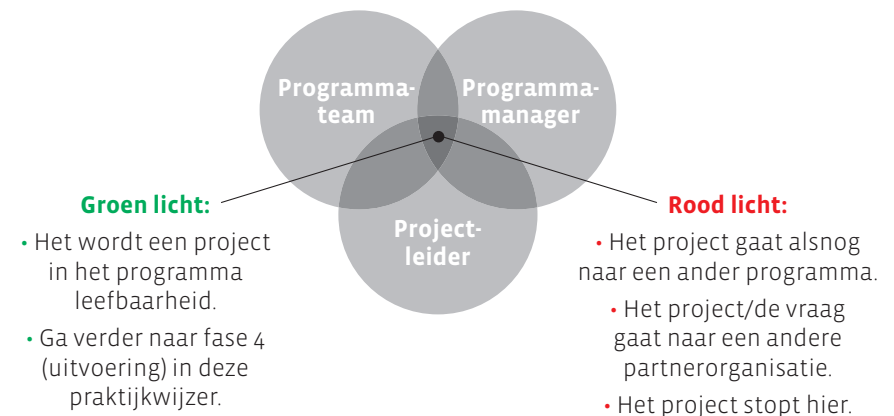 Programma-
team
Programma-
manager
Project-
leider
Groen licht:
• Het wordt een project
in het programma
leefbaarheid.
• Ga verder naar fase 4
(uitvoering) in deze
praktijkwijzer.
Rood licht:
• Het project gaat alsnog
naar een ander programma.
• Het project/de vraag
gaat naar een andere
partnerorganisatie.
• Het project stopt hier.